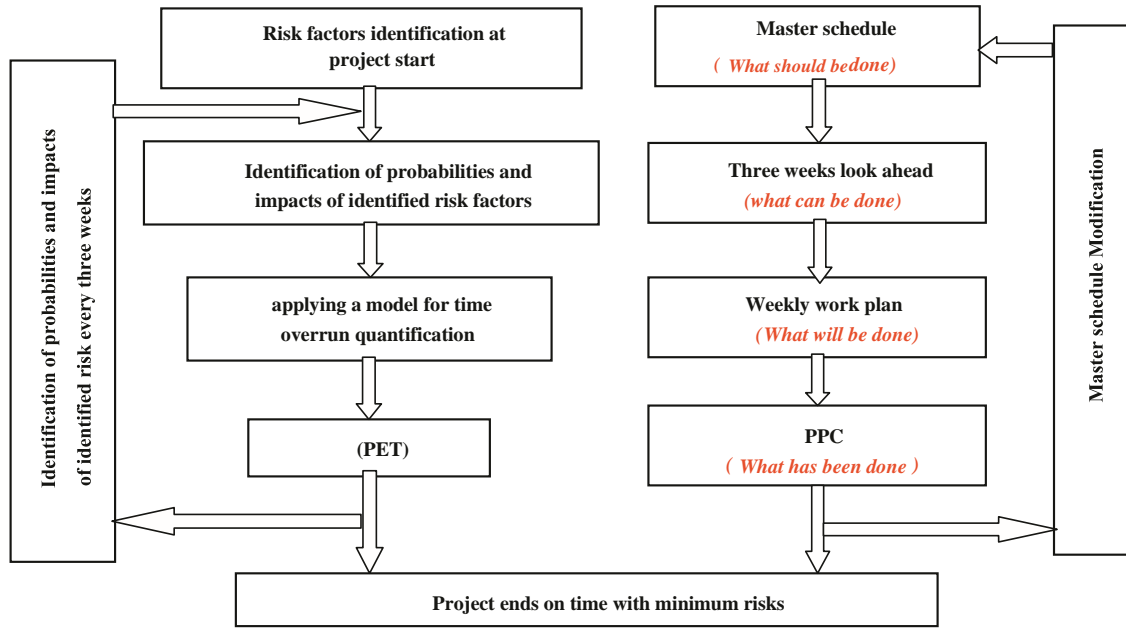 Risk factors identification at
project start
Identification of probabilities and
impacts of identified risk factors
applying a model for time
overrun quantification
(PET)
Identification of probabilities and impacts
of identified risk every three weeks
Master schedule
( What should bedone)
Three weeks look ahead
(what can be done)
Weekly work plan
(What will be done)
PPC
( What has been done )
Master schedule Modification
Project ends on time with minimum risks